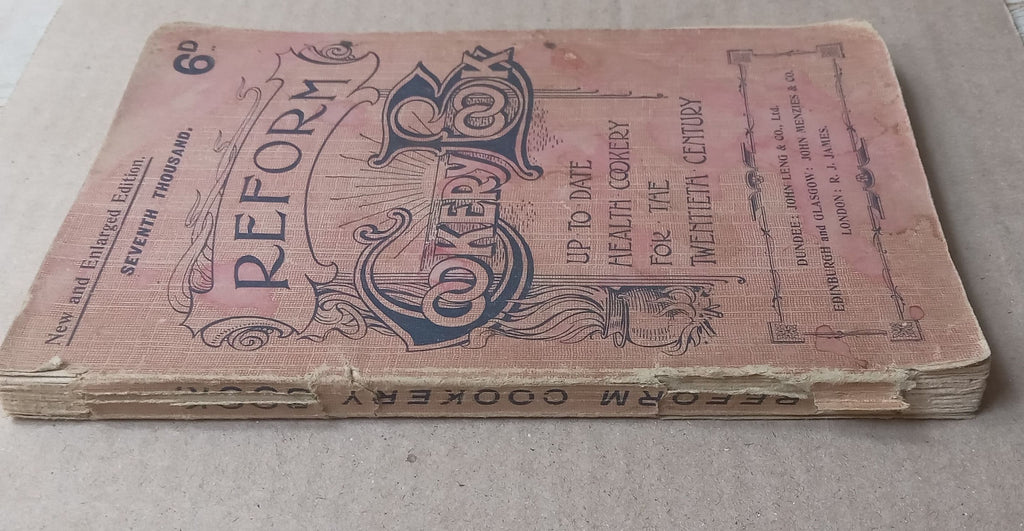 New and Enlarged Edition.
6D.
SEVENTH THOUSAND.
REFORM
COOKERY BOOK
UP TO DATE
HEALTH COOKERY
FOR THE
TWENTIETH CENTURY
DUNDEE: JOHN LENG & CO., Ltd.
EDINBURGH and GLASGOW: JOHN MENZIES & CO.
LONDON: R. J. JAMES.
REFORM COOKERY BOOK.